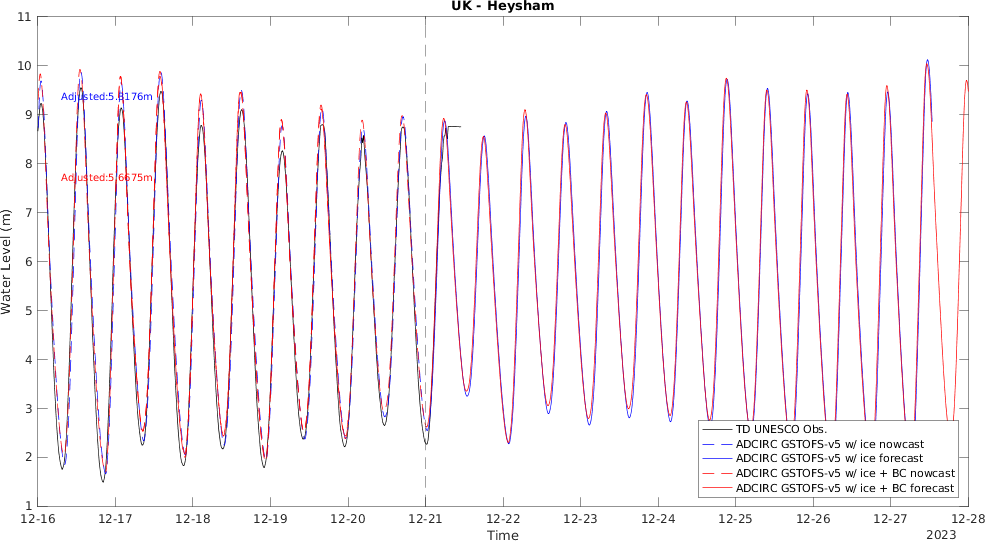 UK - Heysham
Water Level (m)
11
10
9
8
7
6
5
4
3
2
1
Adjusted:5.8176m
Adjusted:5.6675m
TD UNESCO Obs.
ADCIRC GSTOFS-v5 w/ ice nowcast
ADCIRC GSTOFS-v5 w/ ice forecast
ADCIRC GSTOFS-v5 w/ ice + BC nowcast
ADCIRC GSTOFS-v5 w/ ice + BC forecast
12-16 12-17 12-18 12-19 12-20 12-21 12-22 12-23 12-24 12-25 12-26 12-27 12-28
Time
2023